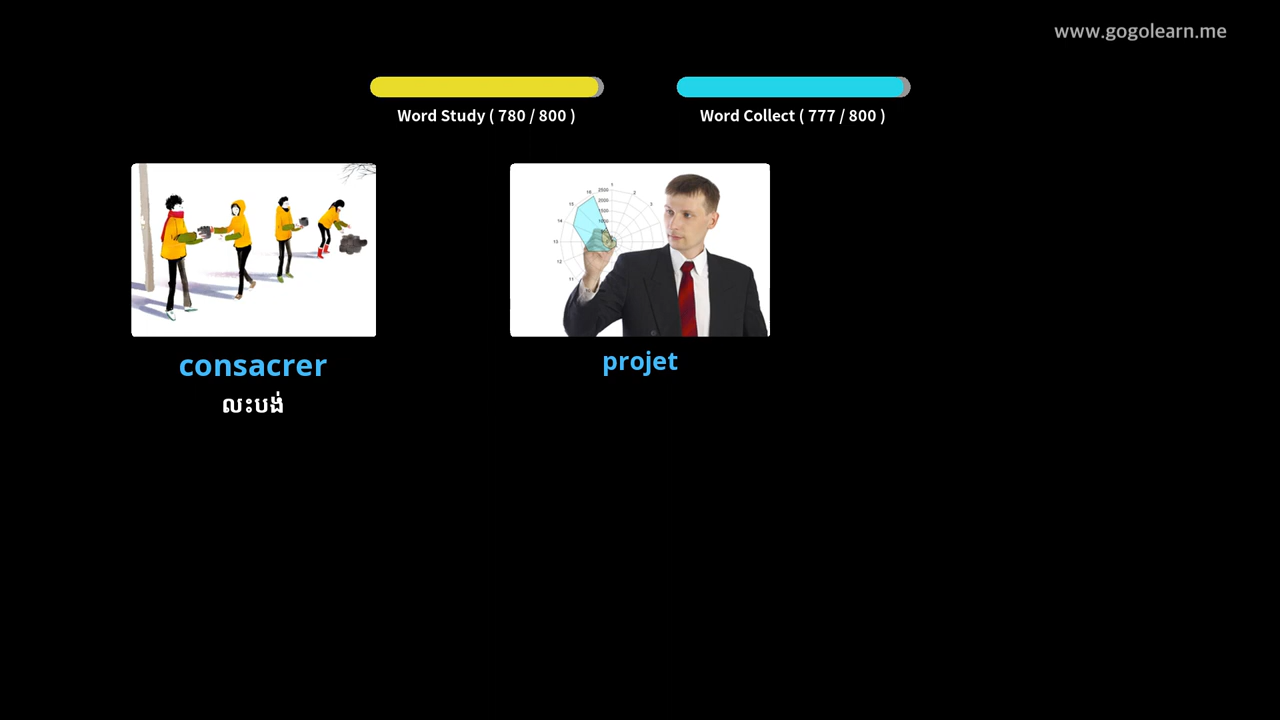 www.gogolearn.me
Word Study ( 780 / 800 )
Word Collect ( 777 / 800 )
consacrer
លះបង់
projet